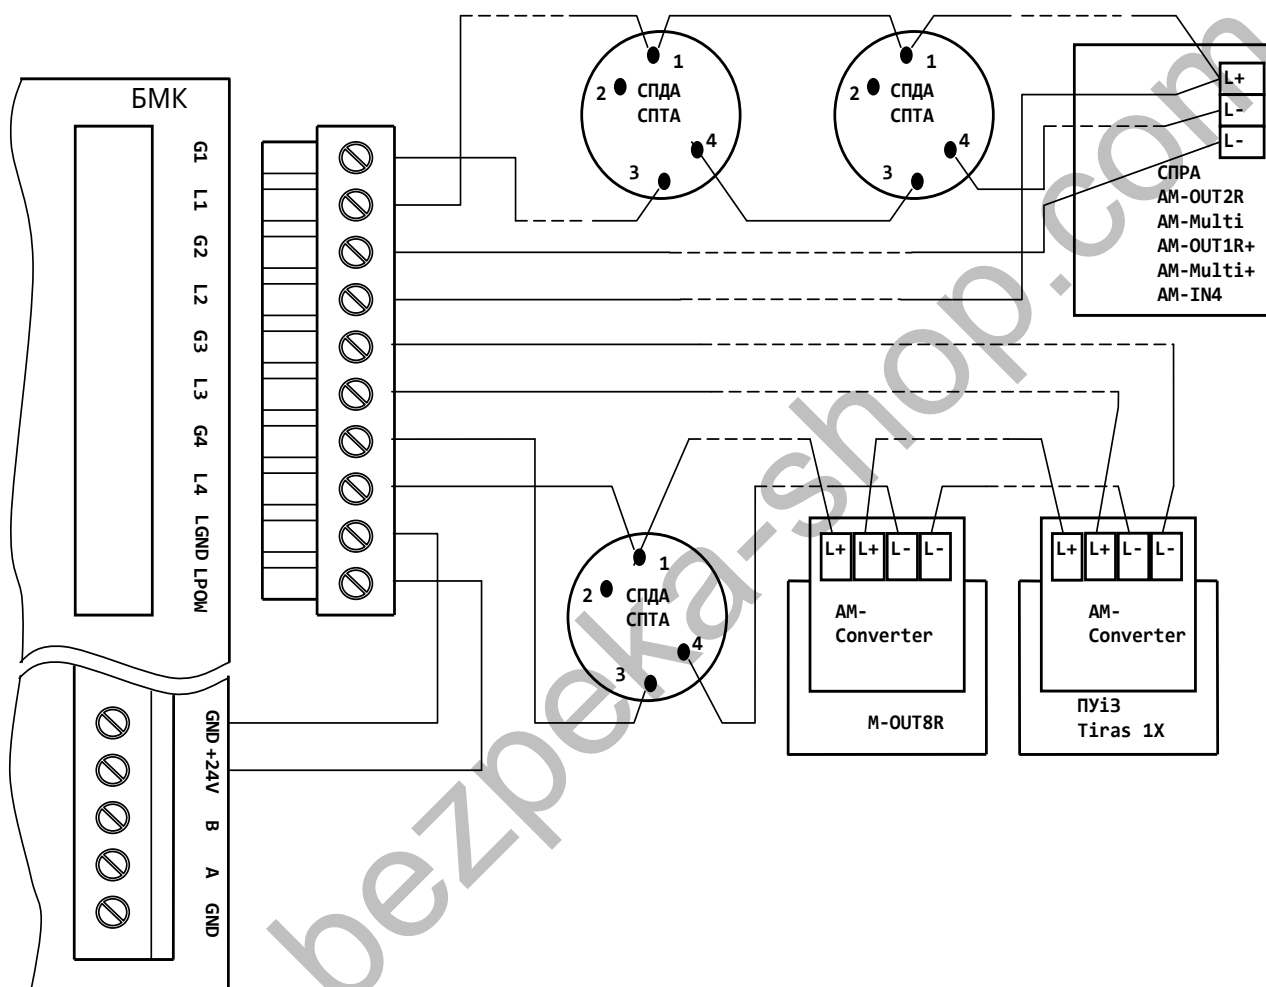 БМК
G1
L1
G2
L2
G3
L3
G4
L4
LGND
LPOW
GND
+24V
B
A
GND
1
2
СПДА
СПТА
4
3
1
2
СПДА
СПТА
4
3
L+
L-
L-
СПРА
AM-OUT2R
AM-Multi
AM-OUT1R+
AM-Multi+
AM-IN4
1
2
СПДА
СПТА
4
3
L+
L+
L-
L-
AM-
Converter
M-OUT8R
L+
L+
L-
L-
AM-
Converter
ПУіЗ
Tiras 1X
bezpeka-shop.com